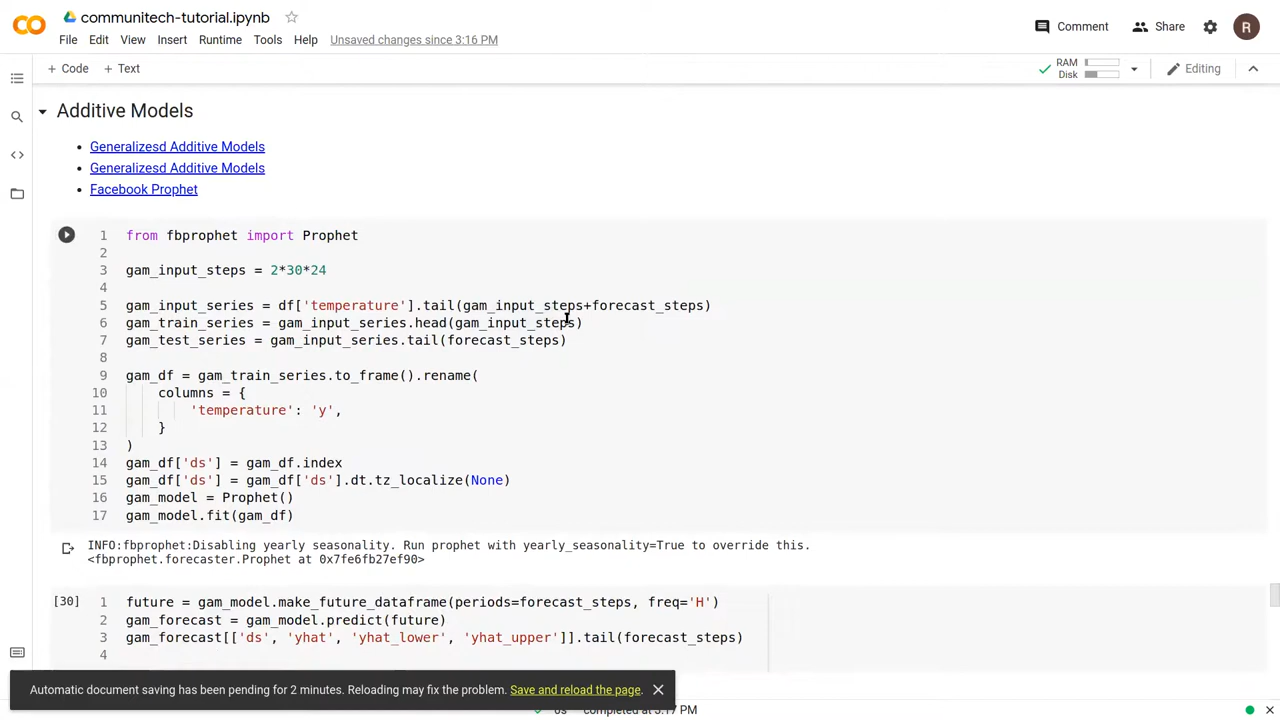 communitech-tutorial.ipynb
Comment
Share
R
File Edit View Insert Runtime Tools Help Unsaved changes since 3:16 PM
+ Code + Text
RAM
Disk
Editing
Additive Models
• Generalizesd Additive Models
• Generalizesd Additive Models
• Facebook Prophet
1 from fbprophet import Prophet
2
3 gam_input_steps = 2*30*24
4
5 gam_input_series = df['temperature'].tail(gam_input_steps+forecast_steps)
6 gam_train_series = gam_input_series.head(gam_input_steps)
7 gam_test_series = gam_input_series.tail(forecast_steps)
8
9 gam_df = gam_train_series.to_frame().rename(
10 columns = {
11 'temperature': 'y',
12 }
13 )
14 gam_df['ds'] = gam_df.index
15 gam_df['ds'] = gam_df['ds'].dt.tz_localize(None)
16 gam_model = Prophet()
17 gam_model.fit(gam_df)
INFO:fbprophet:Disabling yearly seasonality. Run prophet with yearly_seasonality=True to override this.
<fbprophet.forecaster.Prophet at 0x7fe6fb27ef90>
[30] 1 future = gam_model.make_future_dataframe(periods=forecast_steps, freq='H')
2 gam_forecast = gam_model.predict(future)
3 gam_forecast[['ds', 'yhat', 'yhat_lower', 'yhat_upper']].tail(forecast_steps)
4
Automatic document saving has been pending for 2 minutes. Reloading may fix the problem. Save and reload the page.
completed at 3:17 PM